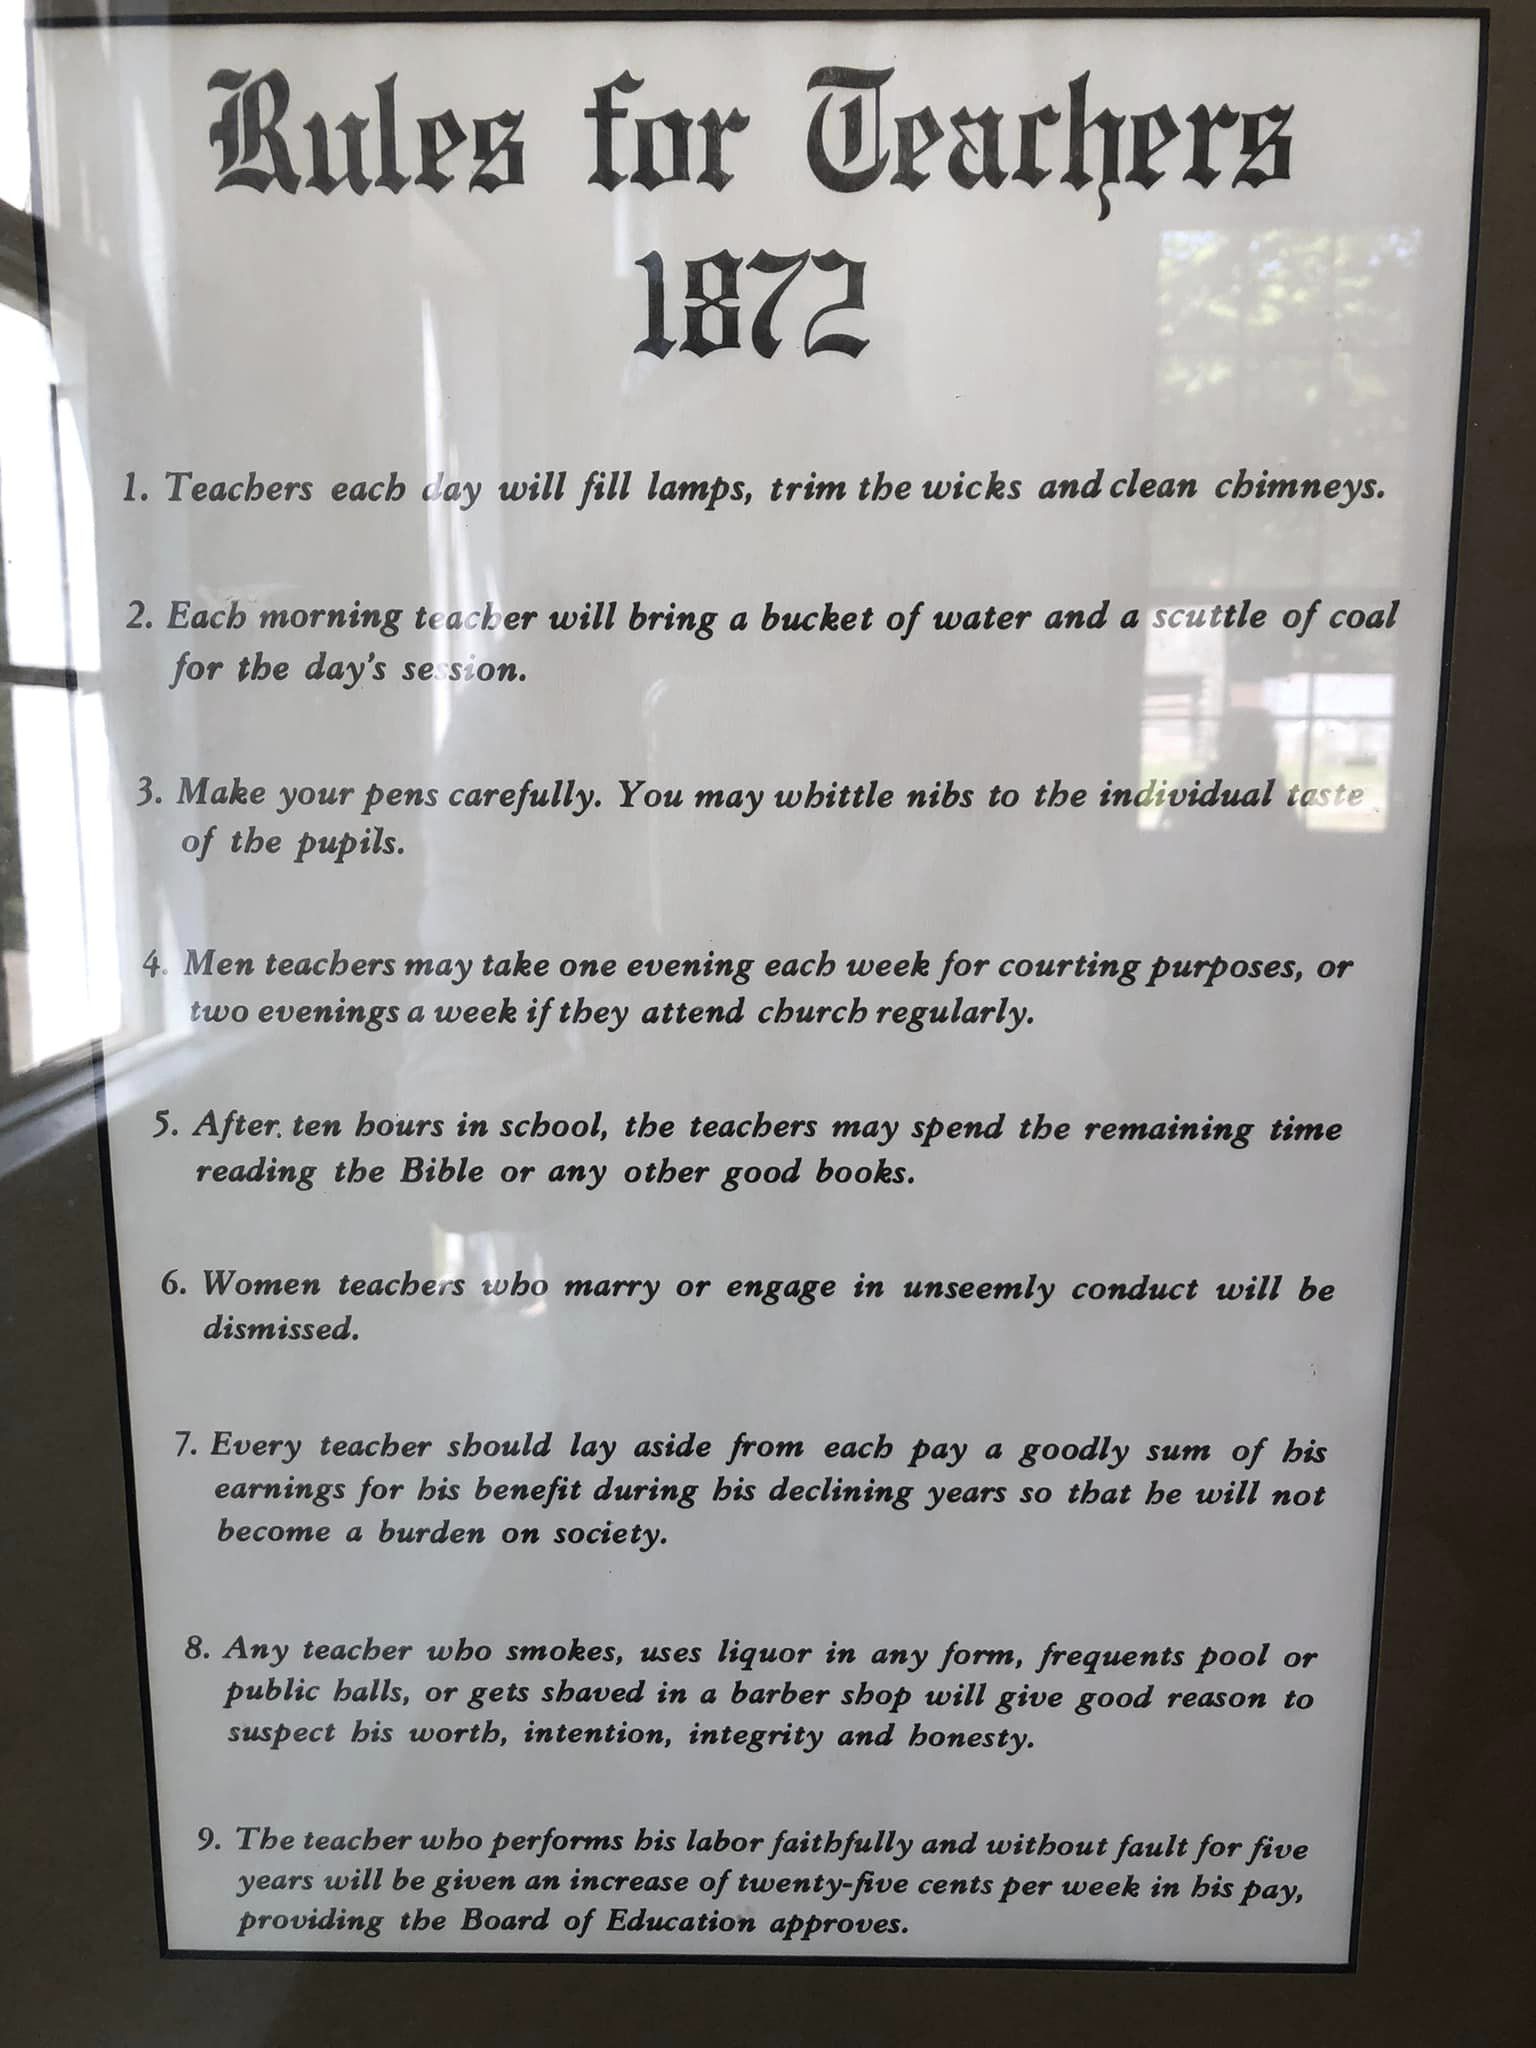 Rules for Teachers
1872
1. Teachers each day will fill lamps, trim the wicks and clean chimneys.
2. Each morning teacher will bring a bucket of water and a scuttle of coal
for the day's session.
3. Make your pens carefully. You may whittle nibs to the individual taste
of the pupils.
4. Men teachers may take one evening each week for courting purposes, or
two evenings a week if they attend church regularly.
5. After ten hours in school, the teachers may spend the remaining time
reading the Bible or any other good books.
6. Women teachers who marry or engage in unseemly conduct will be
dismissed.
7. Every teacher should lay aside from each pay a goodly sum of his
earnings for his benefit during his declining years so that he will not
become a burden on society.
8. Any teacher who smokes, uses liquor in any form, frequents pool or
public halls, or gets shaved in a barber shop will give good reason to
suspect his worth, intention, integrity and honesty.
9. The teacher who performs his labor faithfully and without fault for five
years will be given an increase of twenty-five cents per week in his pay,
providing the Board of Education approves.